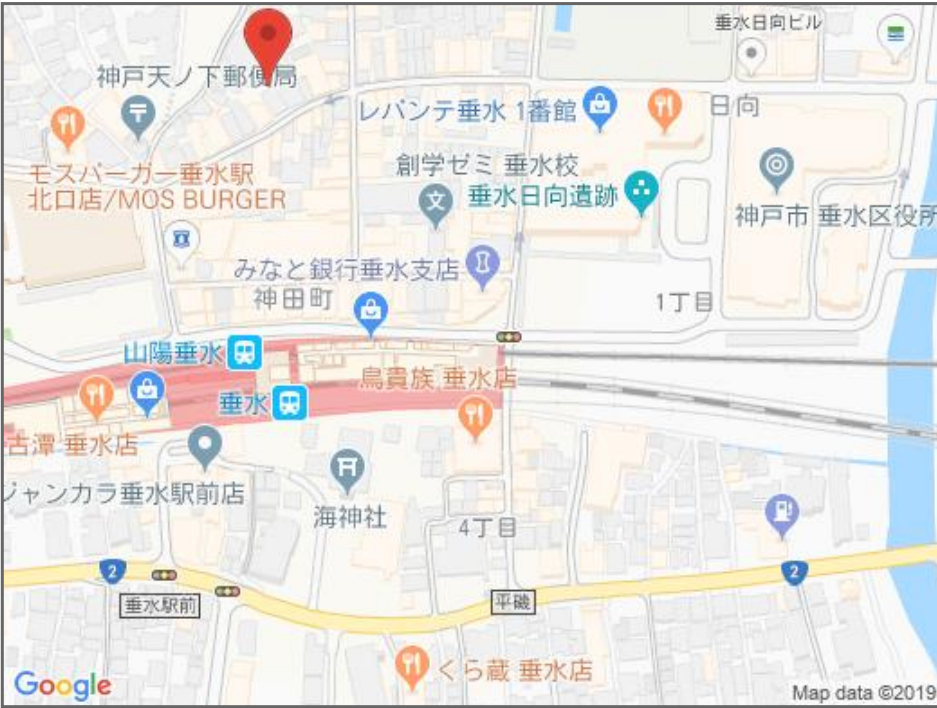 垂水日向ビル
神戸天ノ下郵便局
レバンテ垂水 1番館
日向
モスバーガー垂水駅
北口店/MOS BURGER
創学ゼミ 垂水校
垂水日向遺跡
神戸市 垂水区役所
みなと銀行垂水支店
神田町
1丁目
山陽垂水
鳥貴族 垂水店
垂水
古潭 垂水店
ジャンカラ垂水駅前店
海神社
4丁目
2
2
垂水駅前
平磯
くら蔵 垂水店
Google
Map data ©2019